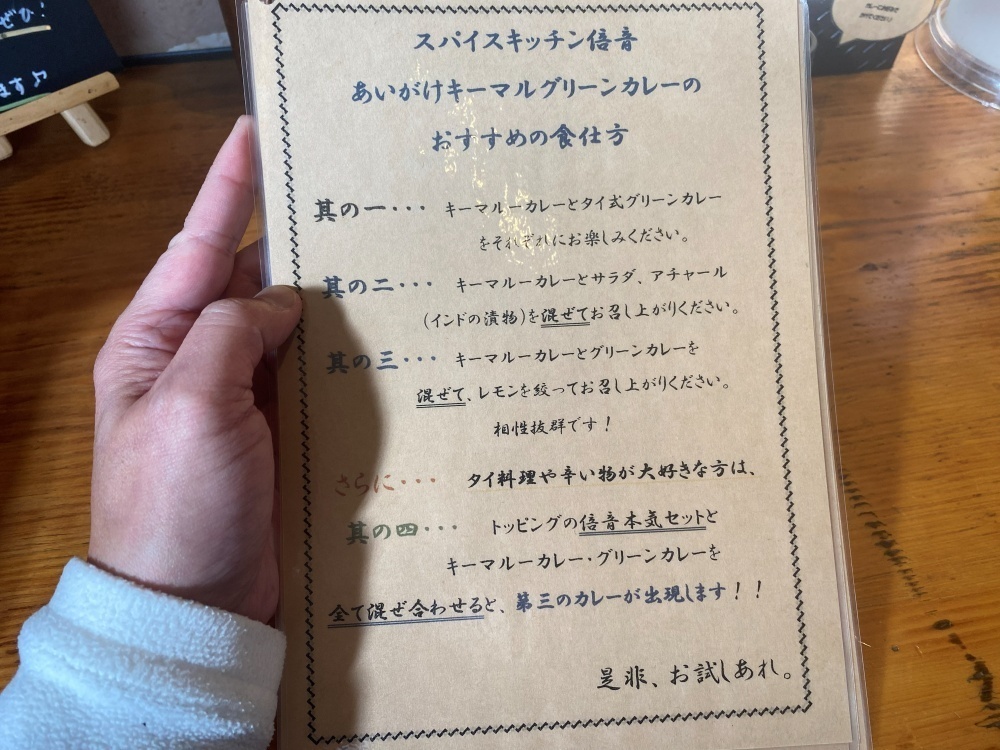 ぜひ!
ます♪
スパイスキッチン倍音
あいがけキーマルグリーンカレーの
おすすめの食仕方
其の一・・・ キーマルーカレーとタイ式グリーンカレー
をそれぞれにお楽しみください。
其の二・・・ キーマルーカレーとサラダ、アチャール
(インドの漬物)を混ぜてお召し上がりください。
其の三・・・ キーマルーカレーとグリーンカレーを
混ぜて、レモンを絞ってお召し上がりください。
相性抜群です!
さらに・・・ タイ料理や辛い物が大好きな方は、
其の四・・・ トッピングの倍音本気セットと
キーマルーカレー・グリーンカレーを
全て混ぜ合わせると、第三のカレーが出現します!!
是非、お試しあれ。